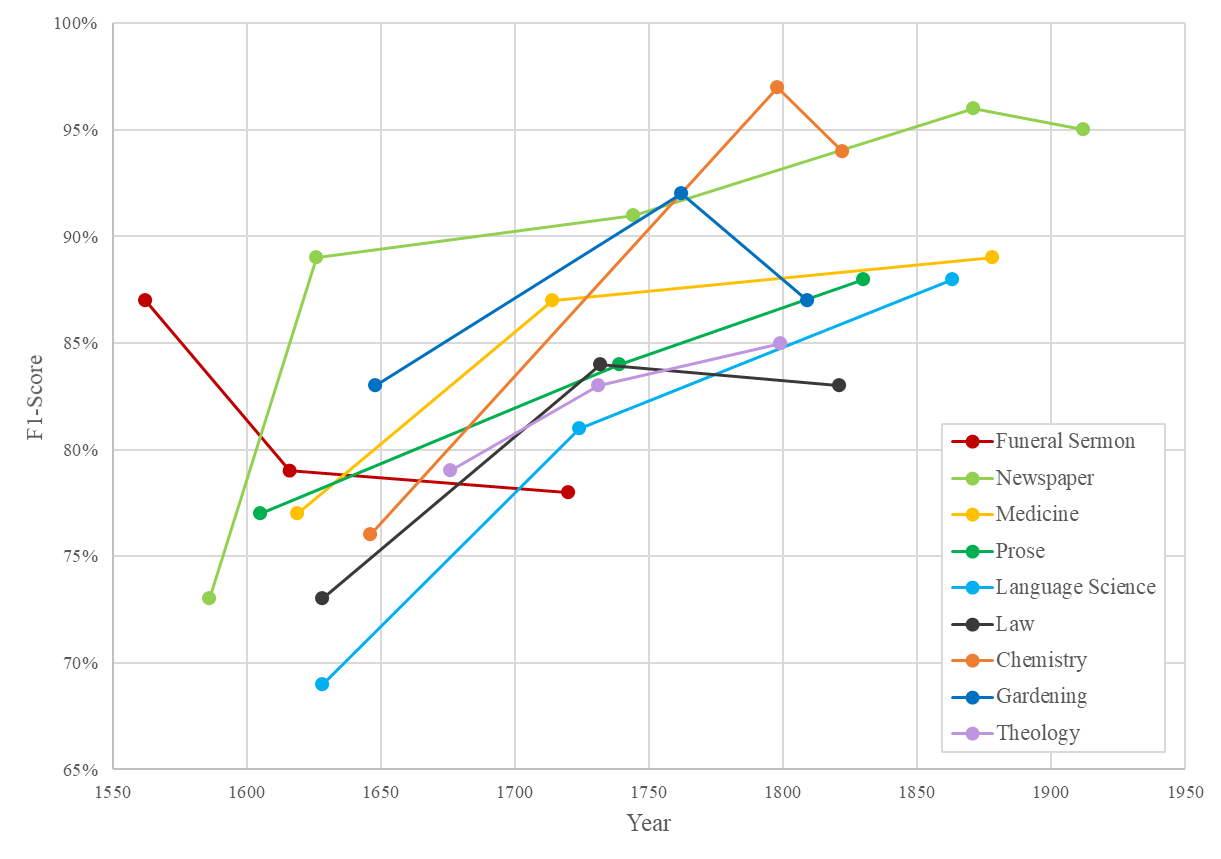 100%
95%
90%
85%
80%
75%
70%
65%
F1-Score
1550 1600 1650 1700 1750 1800 1850 1900 1950
Year
Funeral Sermon
Newspaper
Medicine
Prose
Language Science
Law
Chemistry
Gardening
Theology